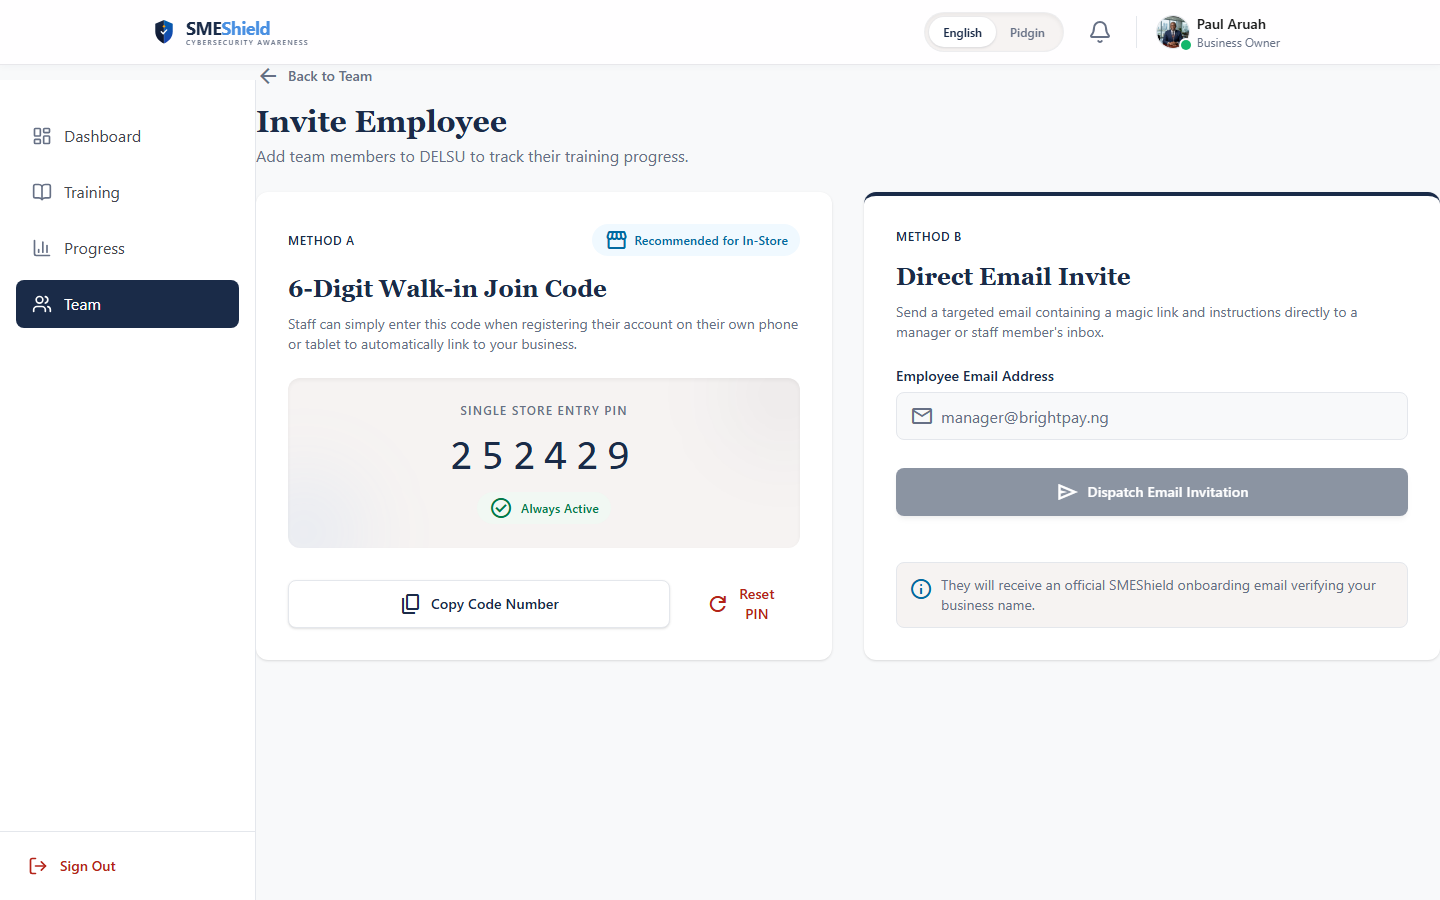 SMEShield
CYBERSECURITY AWARENESS
English
Pidgin
Paul Aruah
Business Owner
Dashboard
Training
Progress
Team
Sign Out
Back to Team
Invite Employee
Add team members to DELSU to track their training progress.
METHOD A
Recommended for In-Store
6-Digit Walk-in Join Code
Staff can simply enter this code when registering their account on their own phone
or tablet to automatically link to your business.
SINGLE STORE ENTRY PIN
252429
Always Active
Copy Code Number
Reset
PIN
METHOD B
Direct Email Invite
Send a targeted email containing a magic link and instructions directly to a
manager or staff member's inbox.
Employee Email Address
manager@brightpay.ng
Dispatch Email Invitation
They will receive an official SMEShield onboarding email verifying your
business name.